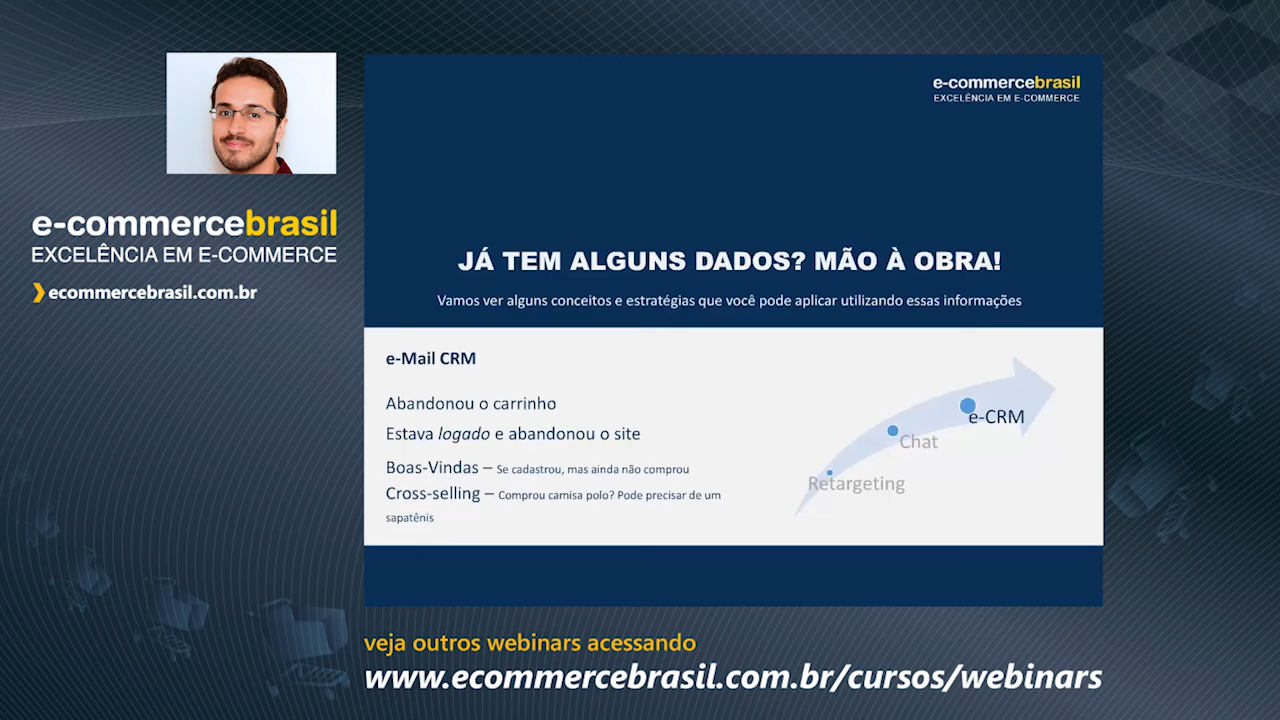 e-commercebrasil
EXCELÊNCIA EM E-COMMERCE
ecommercebrasil.com.br
e-commercebrasil
EXCELÊNCIA EM E-COMMERCE
JÁ TEM ALGUNS DADOS? MÃO À OBRA!
Vamos ver alguns conceitos e estratégias que você pode aplicar utilizando essas informações
e-Mail CRM
Abandonou o carrinho
Estava logado e abandonou o site
Boas-Vindas – Se cadastrou, mas ainda não comprou
Cross-selling – Comprou camisa polo? Pode precisar de um
sapatênis
e-CRM
Chat
Retargeting
veja outros webinars acessando
www.ecommercebrasil.com.br/cursos/webinars